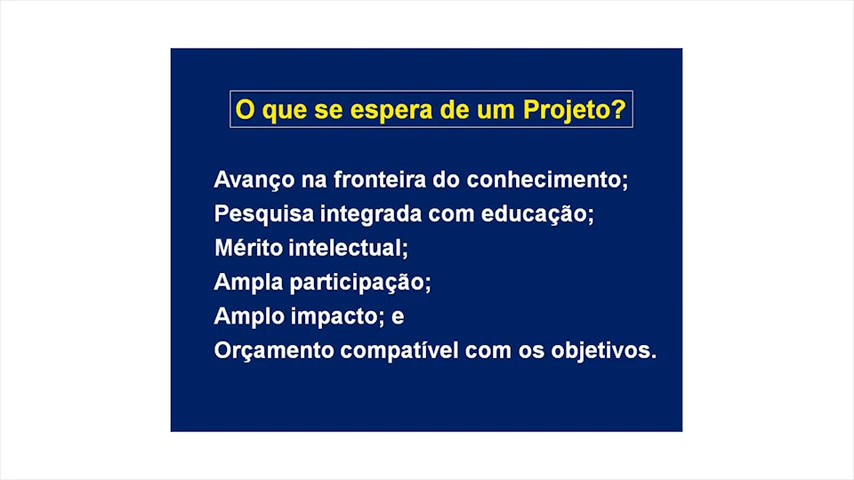 O que se espera de um Projeto?
Avanço na fronteira do conhecimento;
Pesquisa integrada com educação;
Mérito intelectual;
Ampla participação;
Amplo impacto; e
Orçamento compatível com os objetivos.